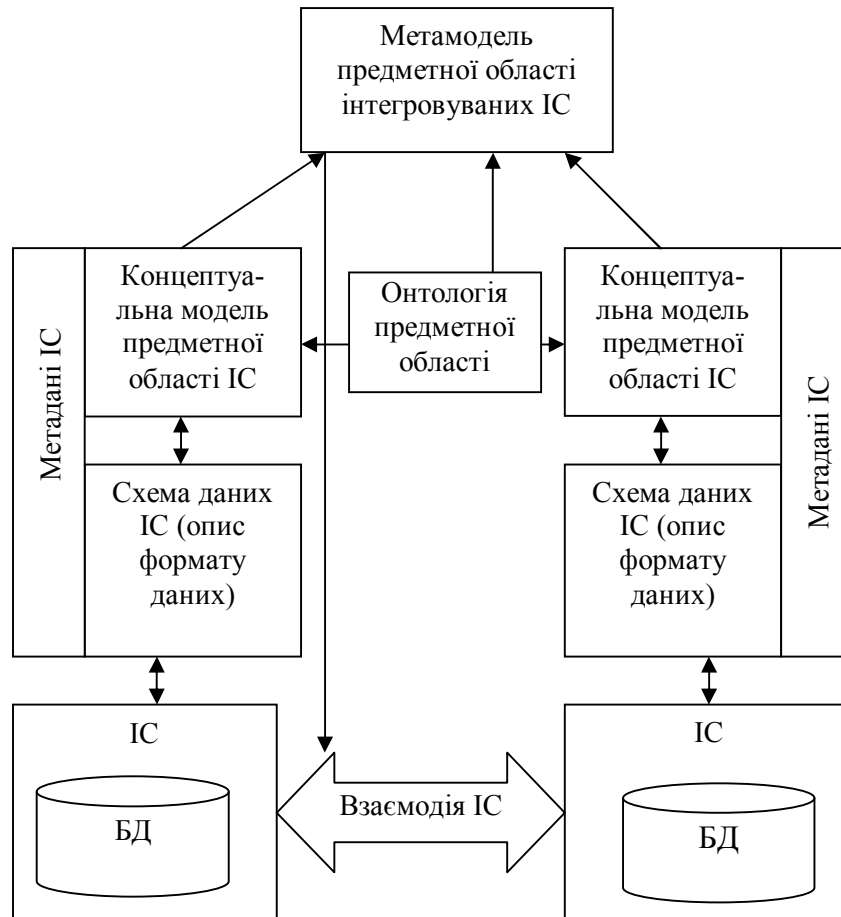 Метамодель
предметної області
інтегровуваних ІС
Метадані ІС
Концептуа-
льна модель
предметної
області ІС
Онтологія
предметної
області
Концептуа-
льна модель
предметної
області ІС
Метадані ІС
Схема даних
ІС (опис
формату
даних)
Схема даних
ІС (опис
формату
даних)
ІС
БД
Взаємодія ІС
ІС
БД